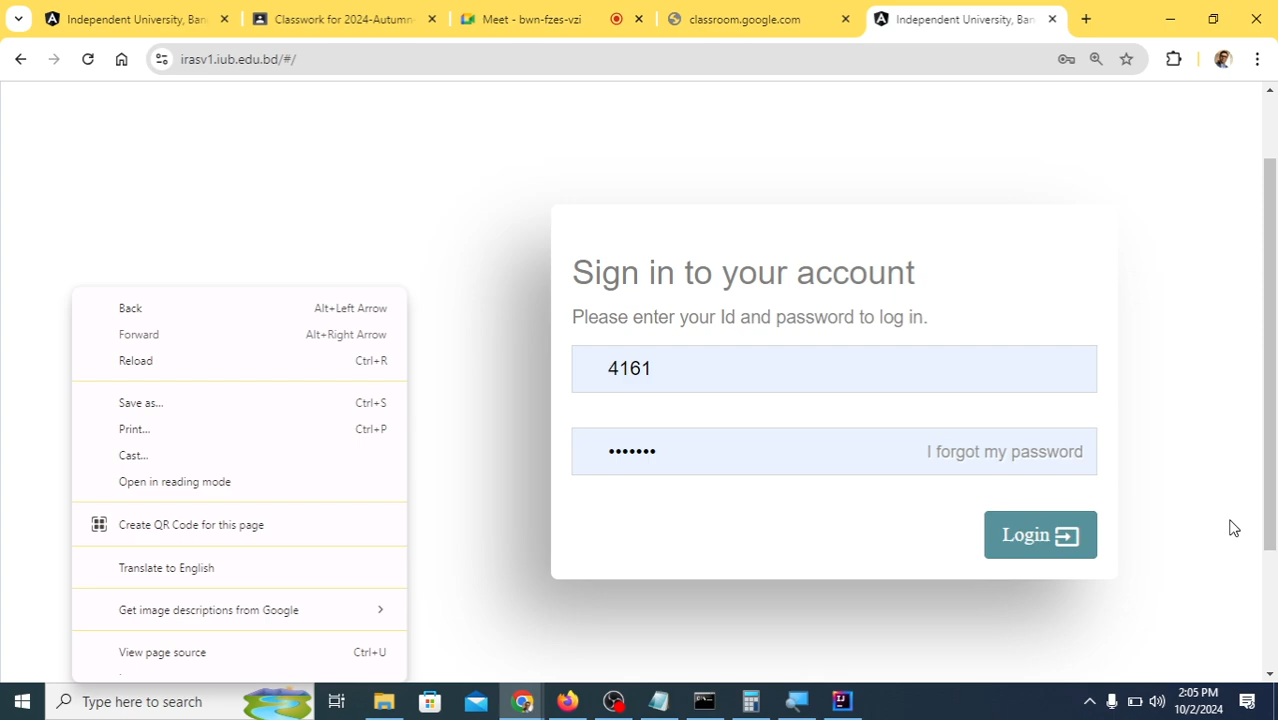 Independent University, Ban
Classwork for 2024-Autumn-
Meet - bwn-fzes-vzi
classroom.google.com
Independent University, Ban
irasv1.iub.edu.bd/#/
Sign in to your account
Please enter your Id and password to log in.
4161
•••••••
I forgot my password
Login
Back Alt+Left Arrow
Forward Alt+Right Arrow
Reload Ctrl+R
Save as... Ctrl+S
Print... Ctrl+P
Cast...
Open in reading mode
Create QR Code for this page
Translate to English
Get image descriptions from Google
View page source Ctrl+U
Type here to search
2:05 PM
10/2/2024